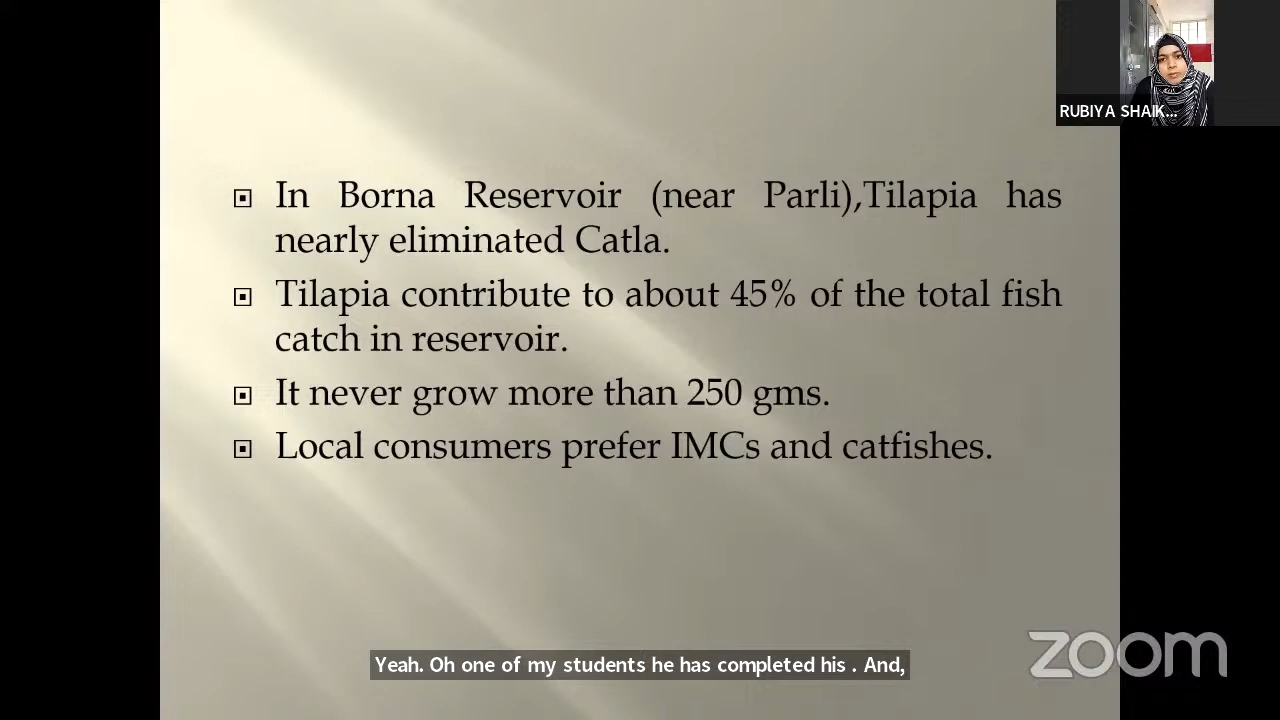 RUBIYA SHAIK...
In Borna Reservoir (near Parli),Tilapia has
nearly eliminated Catla.
Tilapia contribute to about 45% of the total fish
catch in reservoir.
It never grow more than 250 gms.
Local consumers prefer IMCs and catfishes.
Yeah. Oh one of my students he has completed his . And,
zoom